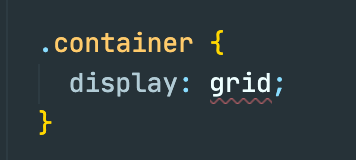 .container {
  display: grid;
}